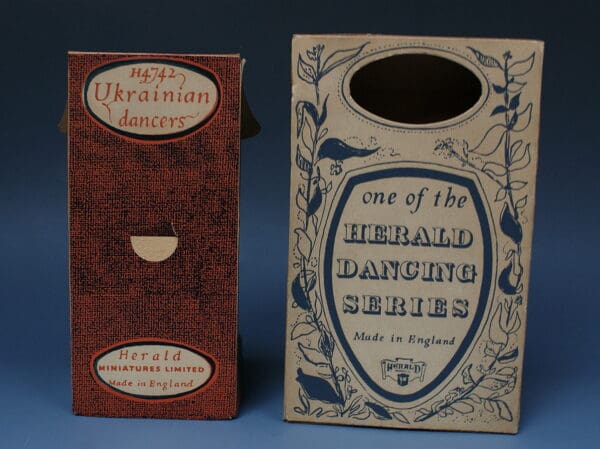 H4742
Ukrainian
dancers
Herald
MINIATURES LIMITED
Made in England
one of the
HERALD
DANCING
SERIES
Made in England
HERALD